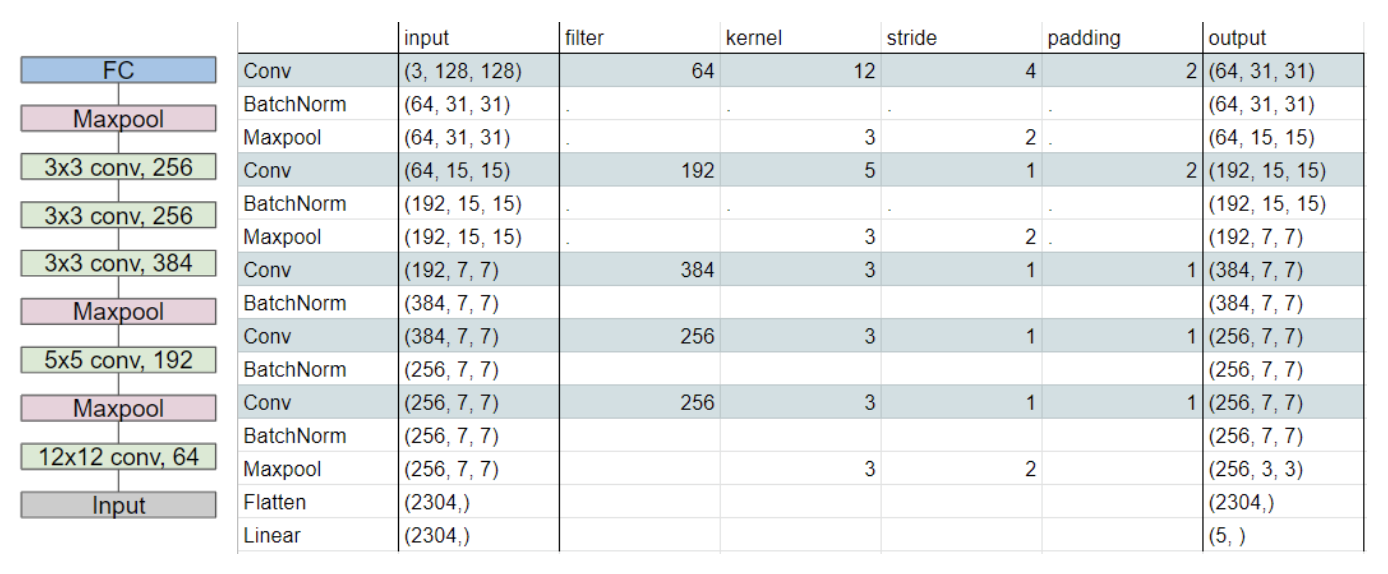 FC
Maxpool
3x3 conv, 256
3x3 conv, 256
3x3 conv, 384
Maxpool
5x5 conv, 192
Maxpool
12x12 conv, 64
Input
input filter kernel stride padding output
Conv (3, 128, 128) 64 12 4 2 (64, 31, 31)
BatchNorm (64, 31, 31) . . . . (64, 31, 31)
Maxpool (64, 31, 31) . 3 2 . (64, 15, 15)
Conv (64, 15, 15) 192 5 1 2 (192, 15, 15)
BatchNorm (192, 15, 15) . . . . (192, 15, 15)
Maxpool (192, 15, 15) . 3 2 . (192, 7, 7)
Conv (192, 7, 7) 384 3 1 1 (384, 7, 7)
BatchNorm (384, 7, 7) (384, 7, 7)
Conv (384, 7, 7) 256 3 1 1 (256, 7, 7)
BatchNorm (256, 7, 7) (256, 7, 7)
Conv (256, 7, 7) 256 3 1 1 (256, 7, 7)
BatchNorm (256, 7, 7) (256, 7, 7)
Maxpool (256, 7, 7) 3 2 (256, 3, 3)
Flatten (2304,) (2304,)
Linear (2304,) (5, )